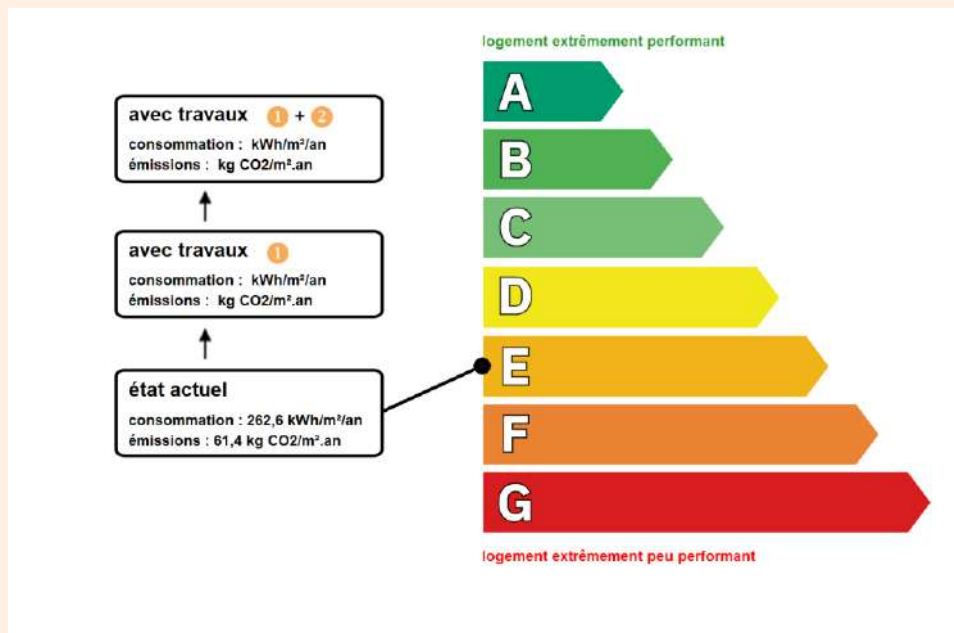 logement extrêmement performant
avec travaux 1 + 2
consommation : kWh/m²/an
émissions : kg CO2/m².an
avec travaux 1
consommation : kWh/m²/an
émissions : kg CO2/m².an
état actuel
consommation : 262,6 kWh/m²/an
émissions : 61,4 kg CO2/m².an
A
B
C
D
E
F
G
logement extrêmement peu performant